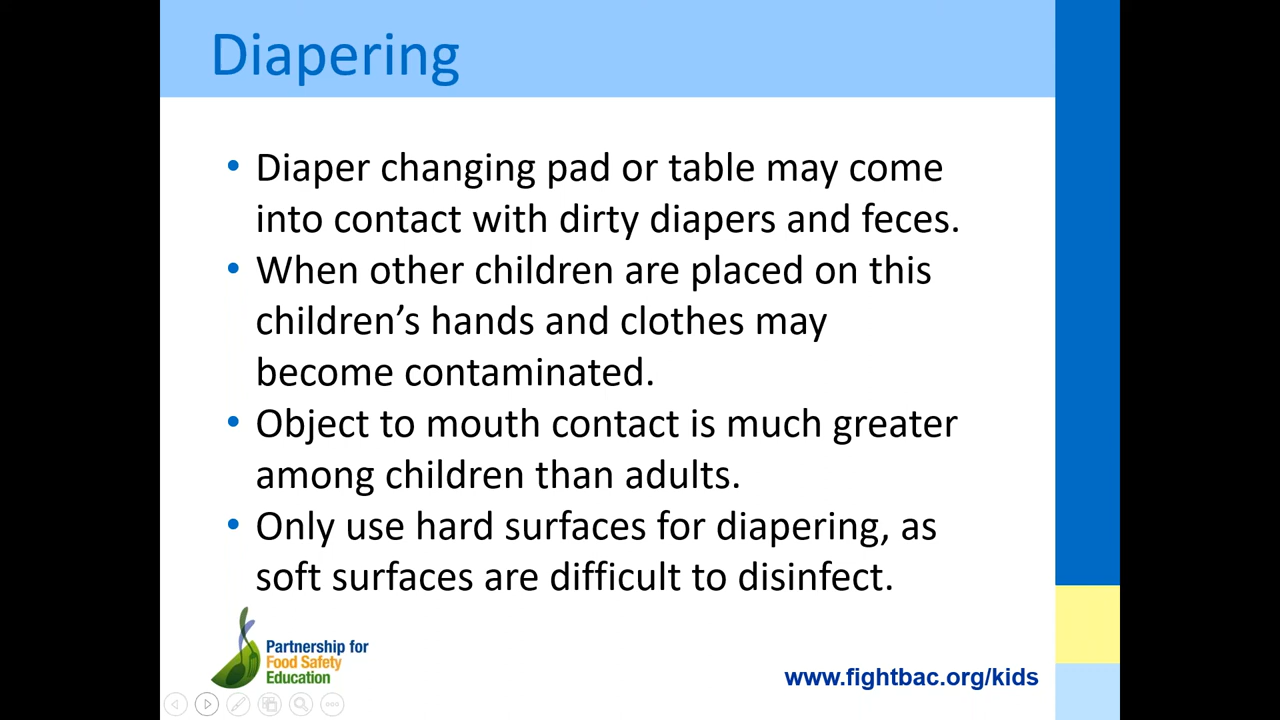 Diapering
• Diaper changing pad or table may come
into contact with dirty diapers and feces.
• When other children are placed on this
children’s hands and clothes may
become contaminated.
• Object to mouth contact is much greater
among children than adults.
• Only use hard surfaces for diapering, as
soft surfaces are difficult to disinfect.
Partnership for
Food Safety
Education
www.fightbac.org/kids